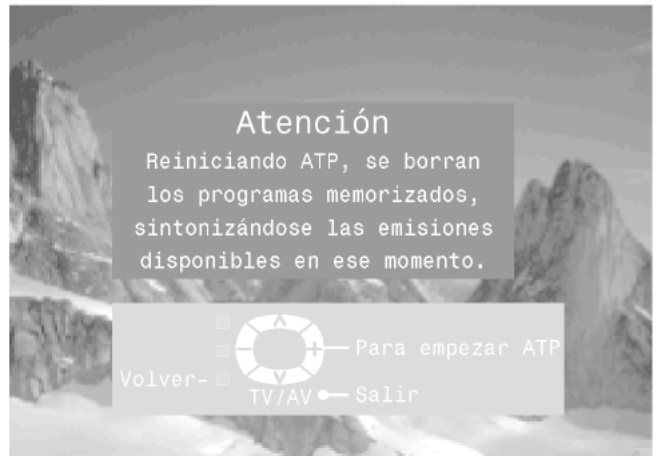 Atención
Reiniciando ATP, se borran
los programas memorizados,
sintonizándose las emisiones
disponibles en ese momento.
Para empezar ATP
Volver-
TV/AV Salir